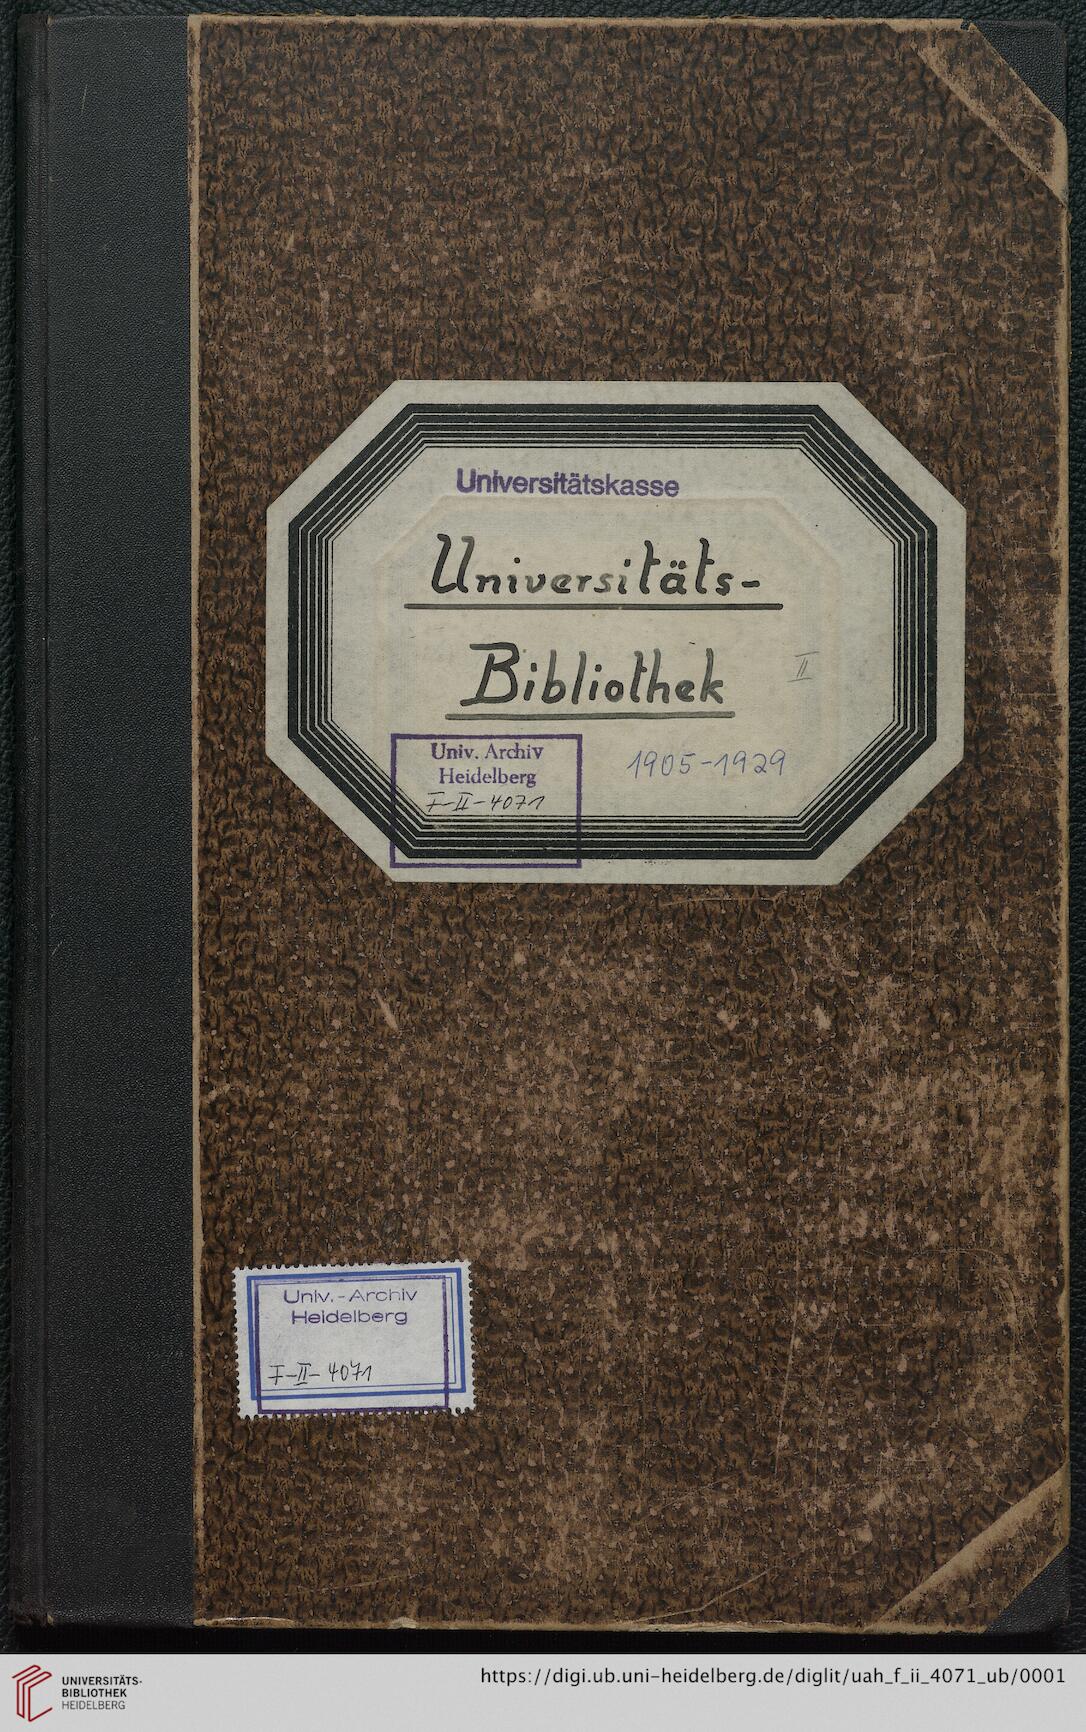 Universitätskasse
Universitäts-
Bibliothek
II
Univ. Archiv
Heidelberg
F-II-4071
1905-1929
Univ.-Archiv
Heidelberg
F-II-4071
UNIVERSITÄTS-
BIBLIOTHEK
HEIDELBERG
https://digi.ub.uni-heidelberg.de/diglit/uah_f_ii_4071_ub/0001